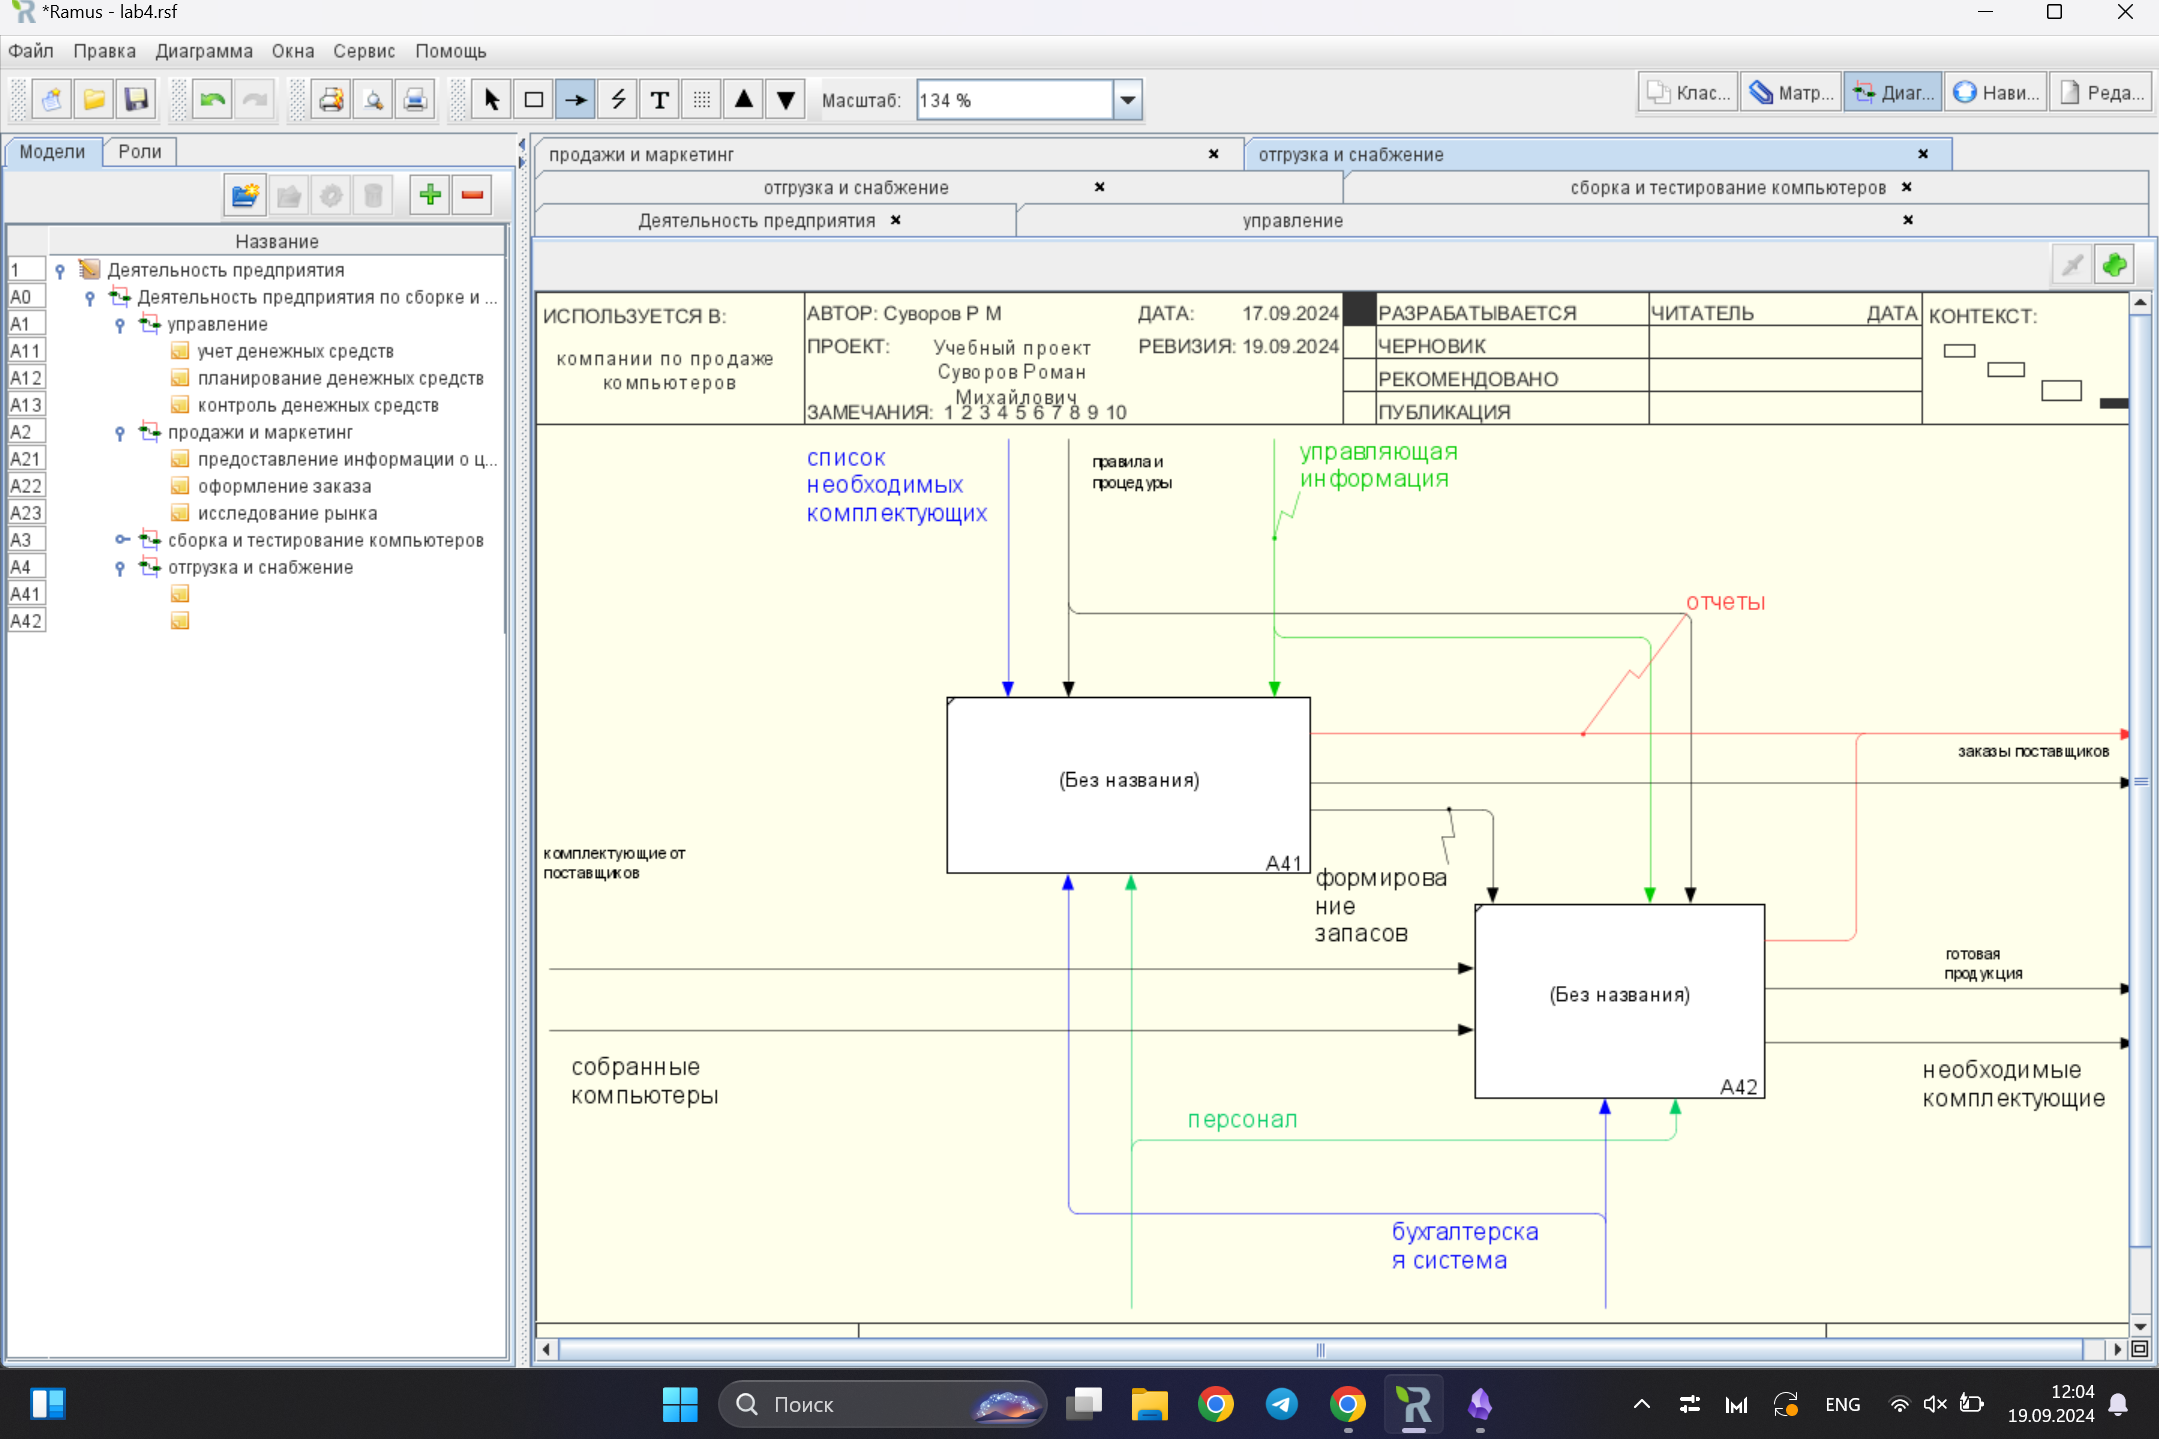 *Ramus - lab4.rsf
Файл Правка Диаграмма Окна Сервис Помощь
T
Масштаб: 134 %
Клас... Матр... Диаг... Нави... Реда...
Модели Роли
Название
1 Деятельность предприятия
A0 Деятельность предприятия по сборке и ...
A1 управление
A11 учет денежных средств
A12 планирование денежных средств
A13 контроль денежных средств
A2 продажи и маркетинг
A21 предоставление информации о ц...
A22 оформление заказа
A23 исследование рынка
A3 сборка и тестирование компьютеров
A4 отгрузка и снабжение
A41
A42
продажи и маркетинг
отгрузка и снабжение
отгрузка и снабжение
сборка и тестирование компьютеров
Деятельность предприятия
управление
ИСПОЛЬЗУЕТСЯ В:
компании по продаже
компьютеров
АВТОР: Суворов Р М
ДАТА: 17.09.2024
ПРОЕКТ: Учебный проект
Суворов Роман
Михайлович
РЕВИЗИЯ: 19.09.2024
ЗАМЕЧАНИЯ: 1 2 3 4 5 6 7 8 9 10
РАЗРАБАТЫВАЕТСЯ
ЧЕРНОВИК
РЕКОМЕНДОВАНО
ПУБЛИКАЦИЯ
ЧИТАТЕЛЬ ДАТА
КОНТЕКСТ:
список
необходимых
комплектующих
правила и
процедуры
управляющая
информация
отчеты
заказы поставщиков
(Без названия)
A41
комплектующие от
поставщиков
формирова
ние
запасов
(Без названия)
A42
готовая
продукция
собранные
компьютеры
необходимые
комплектующие
персонал
бухгалтерска
я система
Поиск
ENG
12:04
19.09.2024